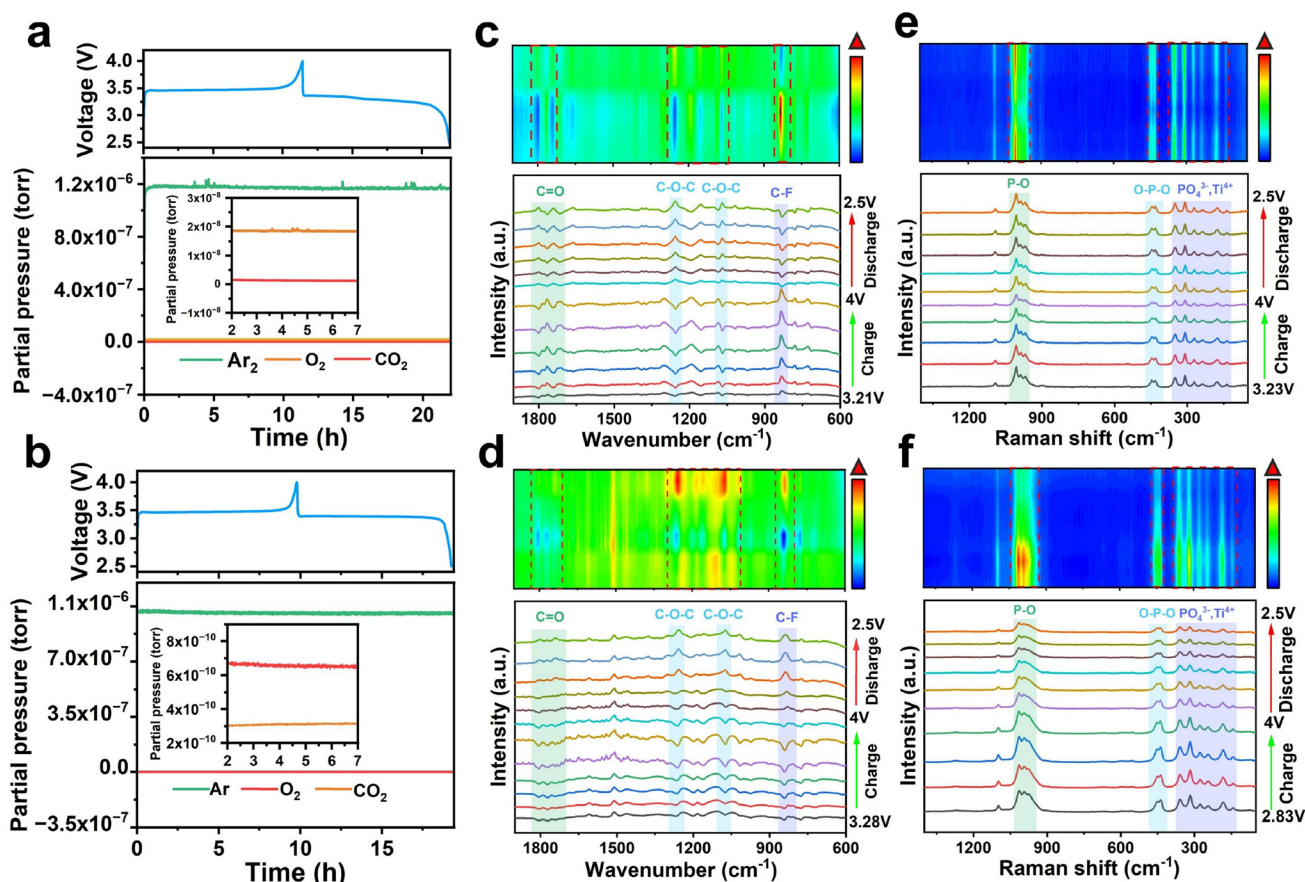 a
Voltage (V)
4.0
3.5
3.0
2.5
Partial pressure (torr)
1.2x10⁻⁶
8.0x10⁻⁷
4.0x10⁻⁷
0.0
−4.0x10⁻⁷
Partial pressure (torr)
3x10⁻⁸
2x10⁻⁸
1x10⁻⁸
0
−1x10⁻⁸
2 3 4 5 6 7
Ar₂ O₂ CO₂
0 5 10 15 20
Time (h)
b
Voltage (V)
4.0
3.5
3.0
2.5
Partial pressure (torr)
1.1x10⁻⁶
7.0x10⁻⁷
3.5x10⁻⁷
0.0
−3.5x10⁻⁷
Partial pressure (torr)
8x10⁻¹⁰
6x10⁻¹⁰
4x10⁻¹⁰
2x10⁻¹⁰
2 3 4 5 6 7
Ar O₂ CO₂
0 5 10 15
Time (h)
c
C=O C-O-C C-O-C C-F
2.5V
Discharge
4V
Charge
3.21V
Intensity (a.u.)
1800 1500 1200 900 600
Wavenumber (cm⁻¹)
d
C=O C-O-C C-O-C C-F
2.5V
Disharge
4V
Charge
3.28V
Intensity (a.u.)
1800 1500 1200 900 600
Wavenumber (cm⁻¹)
e
P-O O-P-O PO₄³⁻,Ti⁴⁺
2.5V
Discharge
4V
Charge
3.23V
Intensity (a.u.)
1200 900 600 300
Raman shift (cm⁻¹)
f
P-O O-P-O PO₄³⁻,Ti⁴⁺
2.5V
Discharge
4V
Charge
2.83V
Intensity (a.u.)
1200 900 600 300
Raman shift (cm⁻¹)